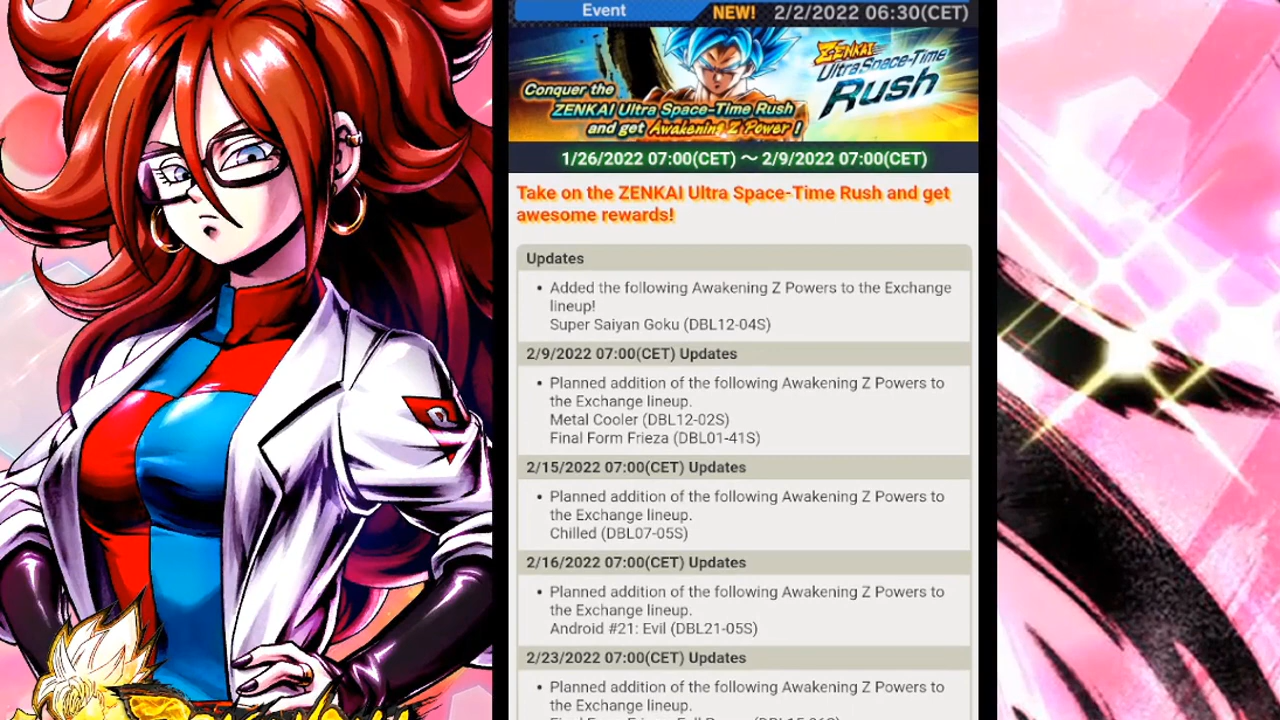 Event
NEW! 2/2/2022 06:30(CET)
Conquer the
ZENKAI Ultra Space-Time Rush
and get Awakening Z Power!
ZENKAI
Ultra Space-Time
Rush
1/26/2022 07:00(CET) ～ 2/9/2022 07:00(CET)
Take on the ZENKAI Ultra Space-Time Rush and get
awesome rewards!
Updates
• Added the following Awakening Z Powers to the Exchange
lineup!
Super Saiyan Goku (DBL12-04S)
2/9/2022 07:00(CET) Updates
• Planned addition of the following Awakening Z Powers to
the Exchange lineup.
Metal Cooler (DBL12-02S)
Final Form Frieza (DBL01-41S)
2/15/2022 07:00(CET) Updates
• Planned addition of the following Awakening Z Powers to
the Exchange lineup.
Chilled (DBL07-05S)
2/16/2022 07:00(CET) Updates
• Planned addition of the following Awakening Z Powers to
the Exchange lineup.
Android #21: Evil (DBL21-05S)
2/23/2022 07:00(CET) Updates
• Planned addition of the following Awakening Z Powers to
the Exchange lineup.